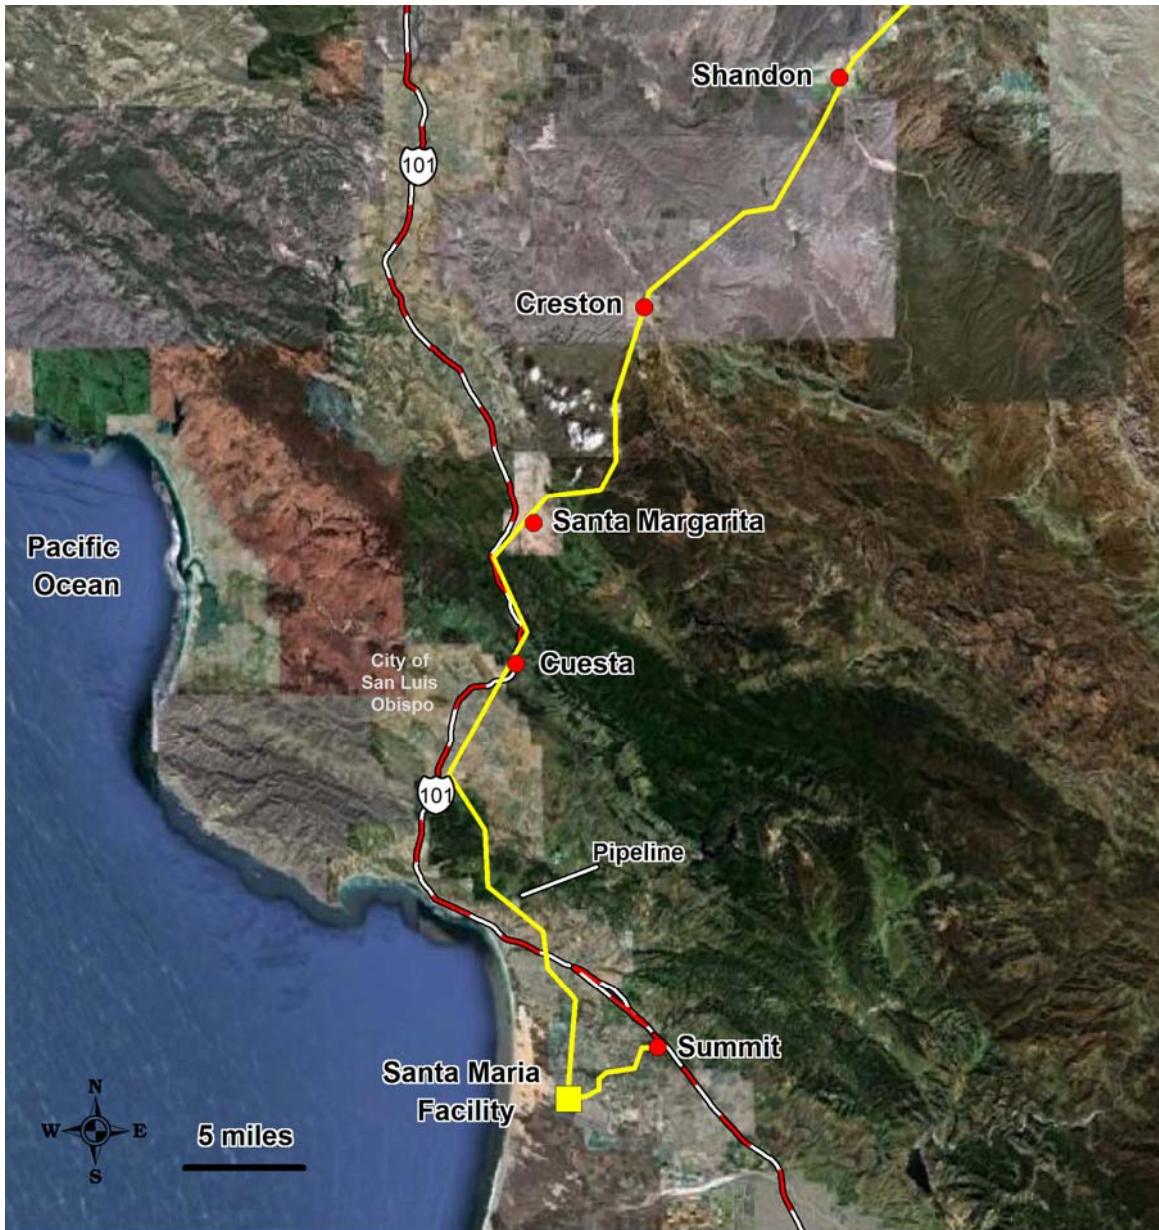 Shandon
101
Creston
Santa Margarita
Pacific
Ocean
Cuesta
City of
San Luis
Obispo
101
Pipeline
Summit
Santa Maria
Facility
N
W
E
S
5 miles